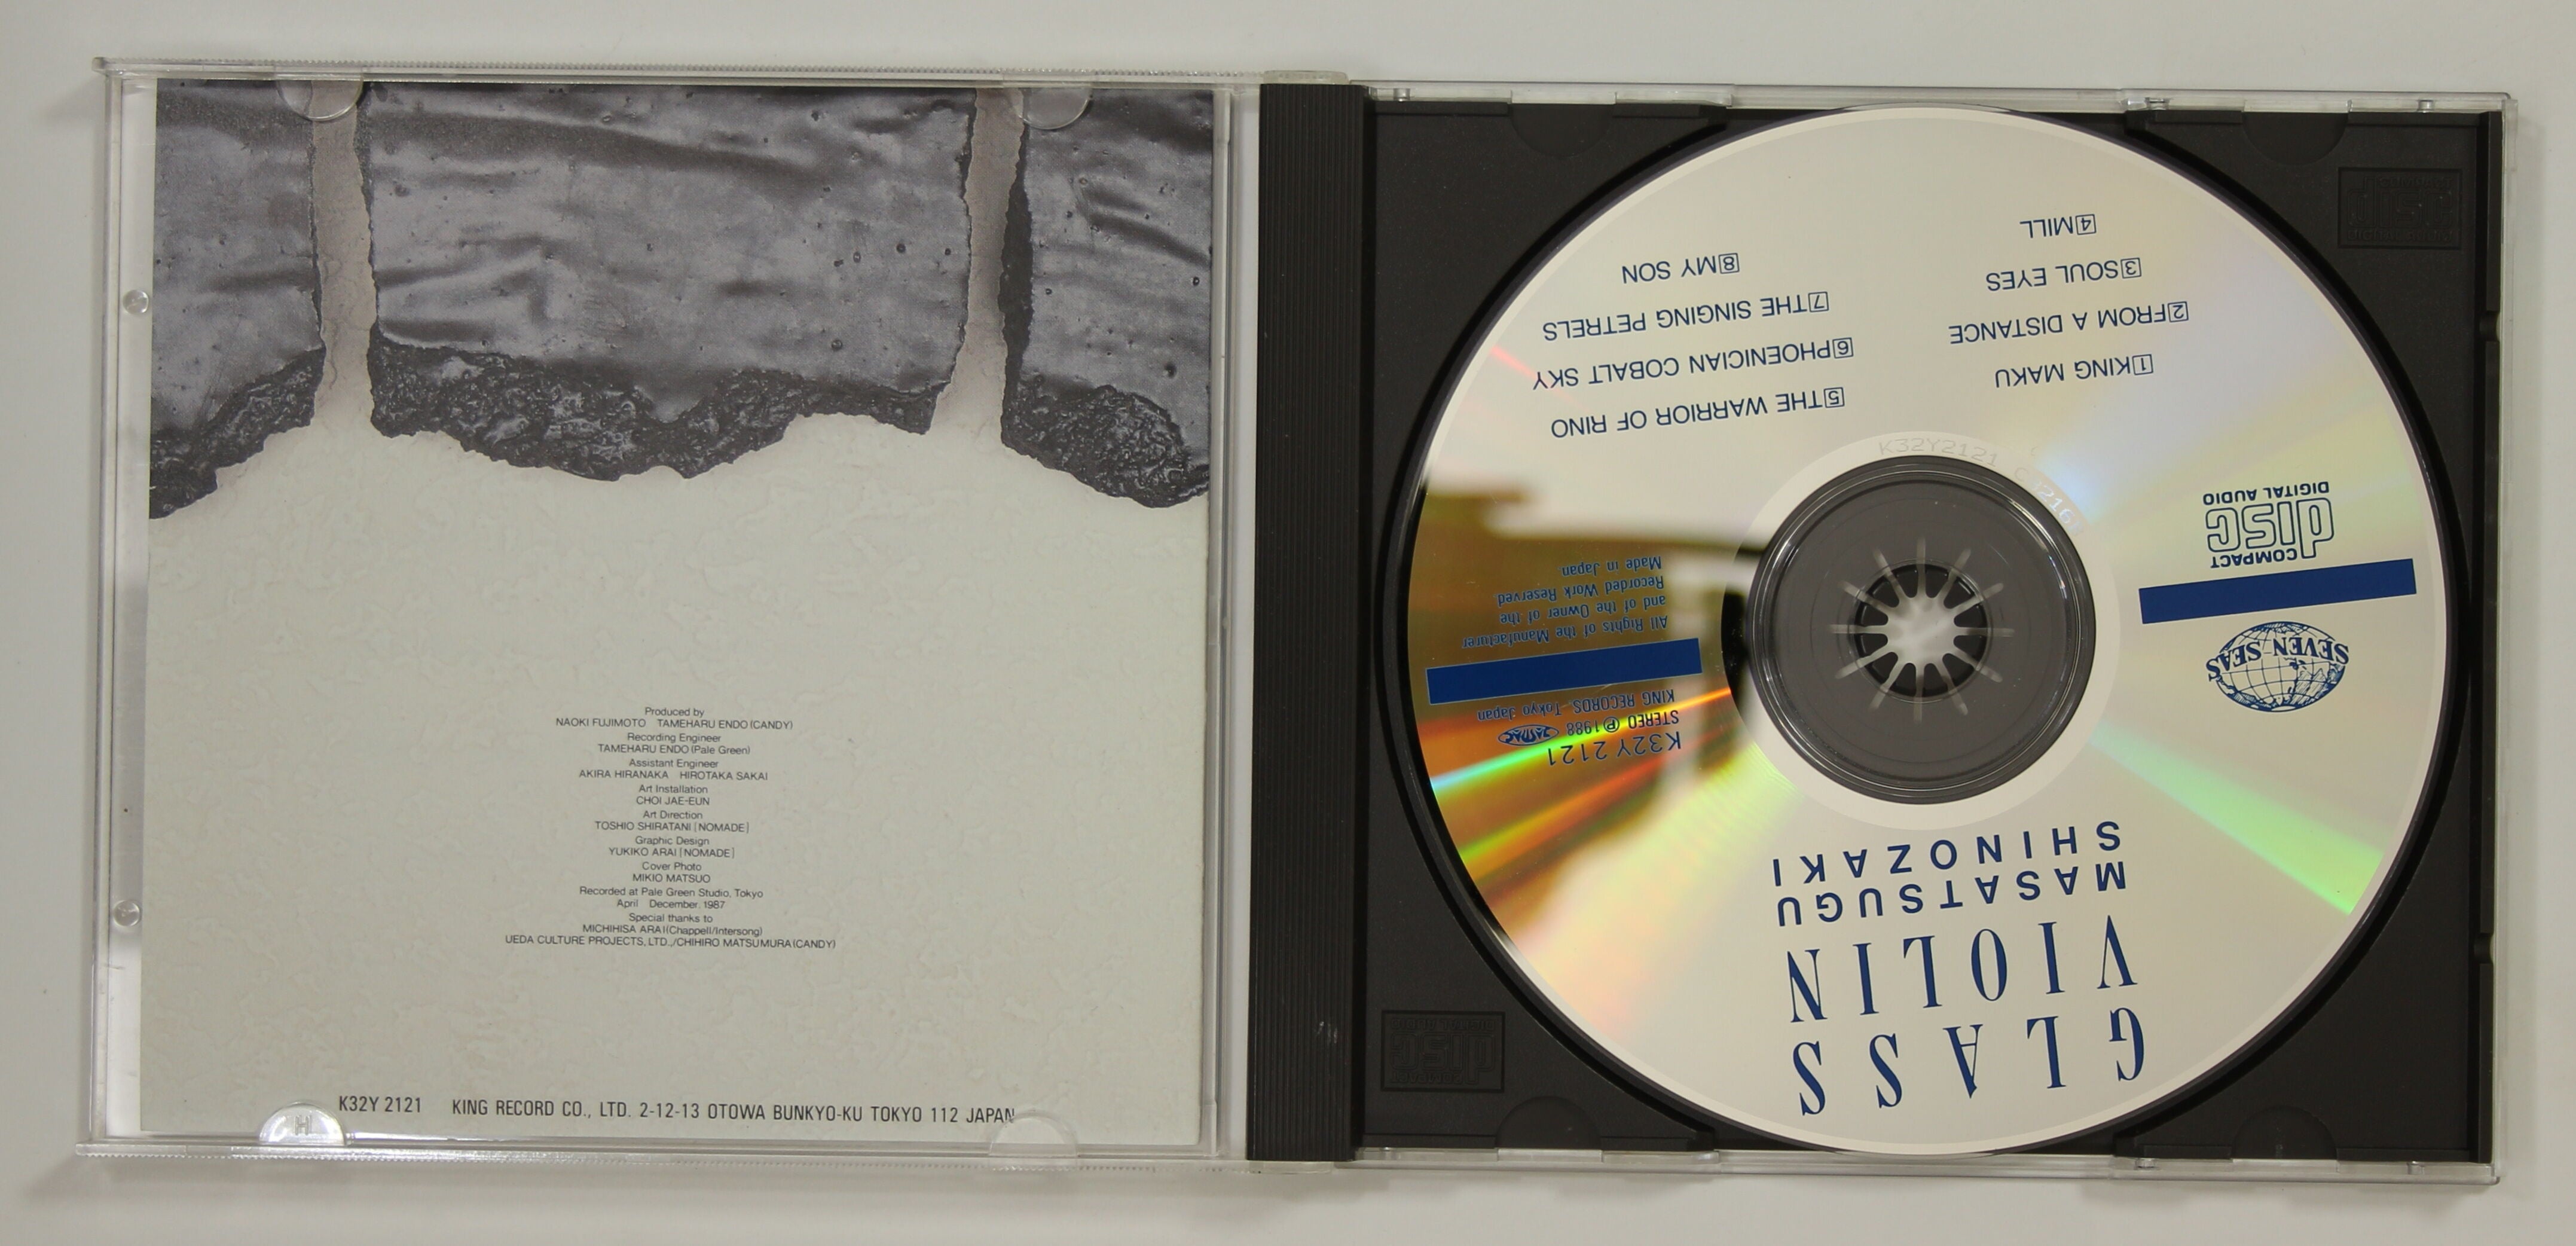 Produced by
NAOKI FUJIMOTO TAMEHARU ENDO (CANDY)
Recording Engineer
TAMEHARU ENDO (Pale Green)
Assistant Engineer
AKIRA HIRANAKA HIROTAKA SAKAI
Art Installation
CHOI JAE-EUN
Art Direction
TOSHIO SHIRATANI [NOMADE]
Graphic Design
YUKIKO ARAI [NOMADE]
Cover Photo
MIKIO MATSUO
Recorded at Pale Green Studio, Tokyo
April December, 1987
Special thanks to
MICHIHISA ARAI (Chappell/Intersong)
UEDA CULTURE PROJECTS, LTD.,/CHIHIRO MATSUMURA (CANDY)
K32Y 2121 KING RECORD CO., LTD. 2-12-13 OTOWA BUNKYO-KU TOKYO 112 JAPAN
GLASS
VIOLIN
MASATSUGU
SHINOZAKI
SEVEN SEAS
COMPACT
disc
DIGITAL AUDIO
K32Y 2121
STEREO Ⓟ 1988
KING RECORDS, Tokyo Japan
All Rights of the Manufacturer
and of the Owner of the
Recorded Work Reserved
Made in Japan
1 KING MAKU
2 FROM A DISTANCE
3 SOUL EYES
4 MILL
5 THE WARRIOR OF RINO
6 PHOENICIAN COBALT SKY
7 THE SINGING PETRELS
8 MY SON
K32Y2121